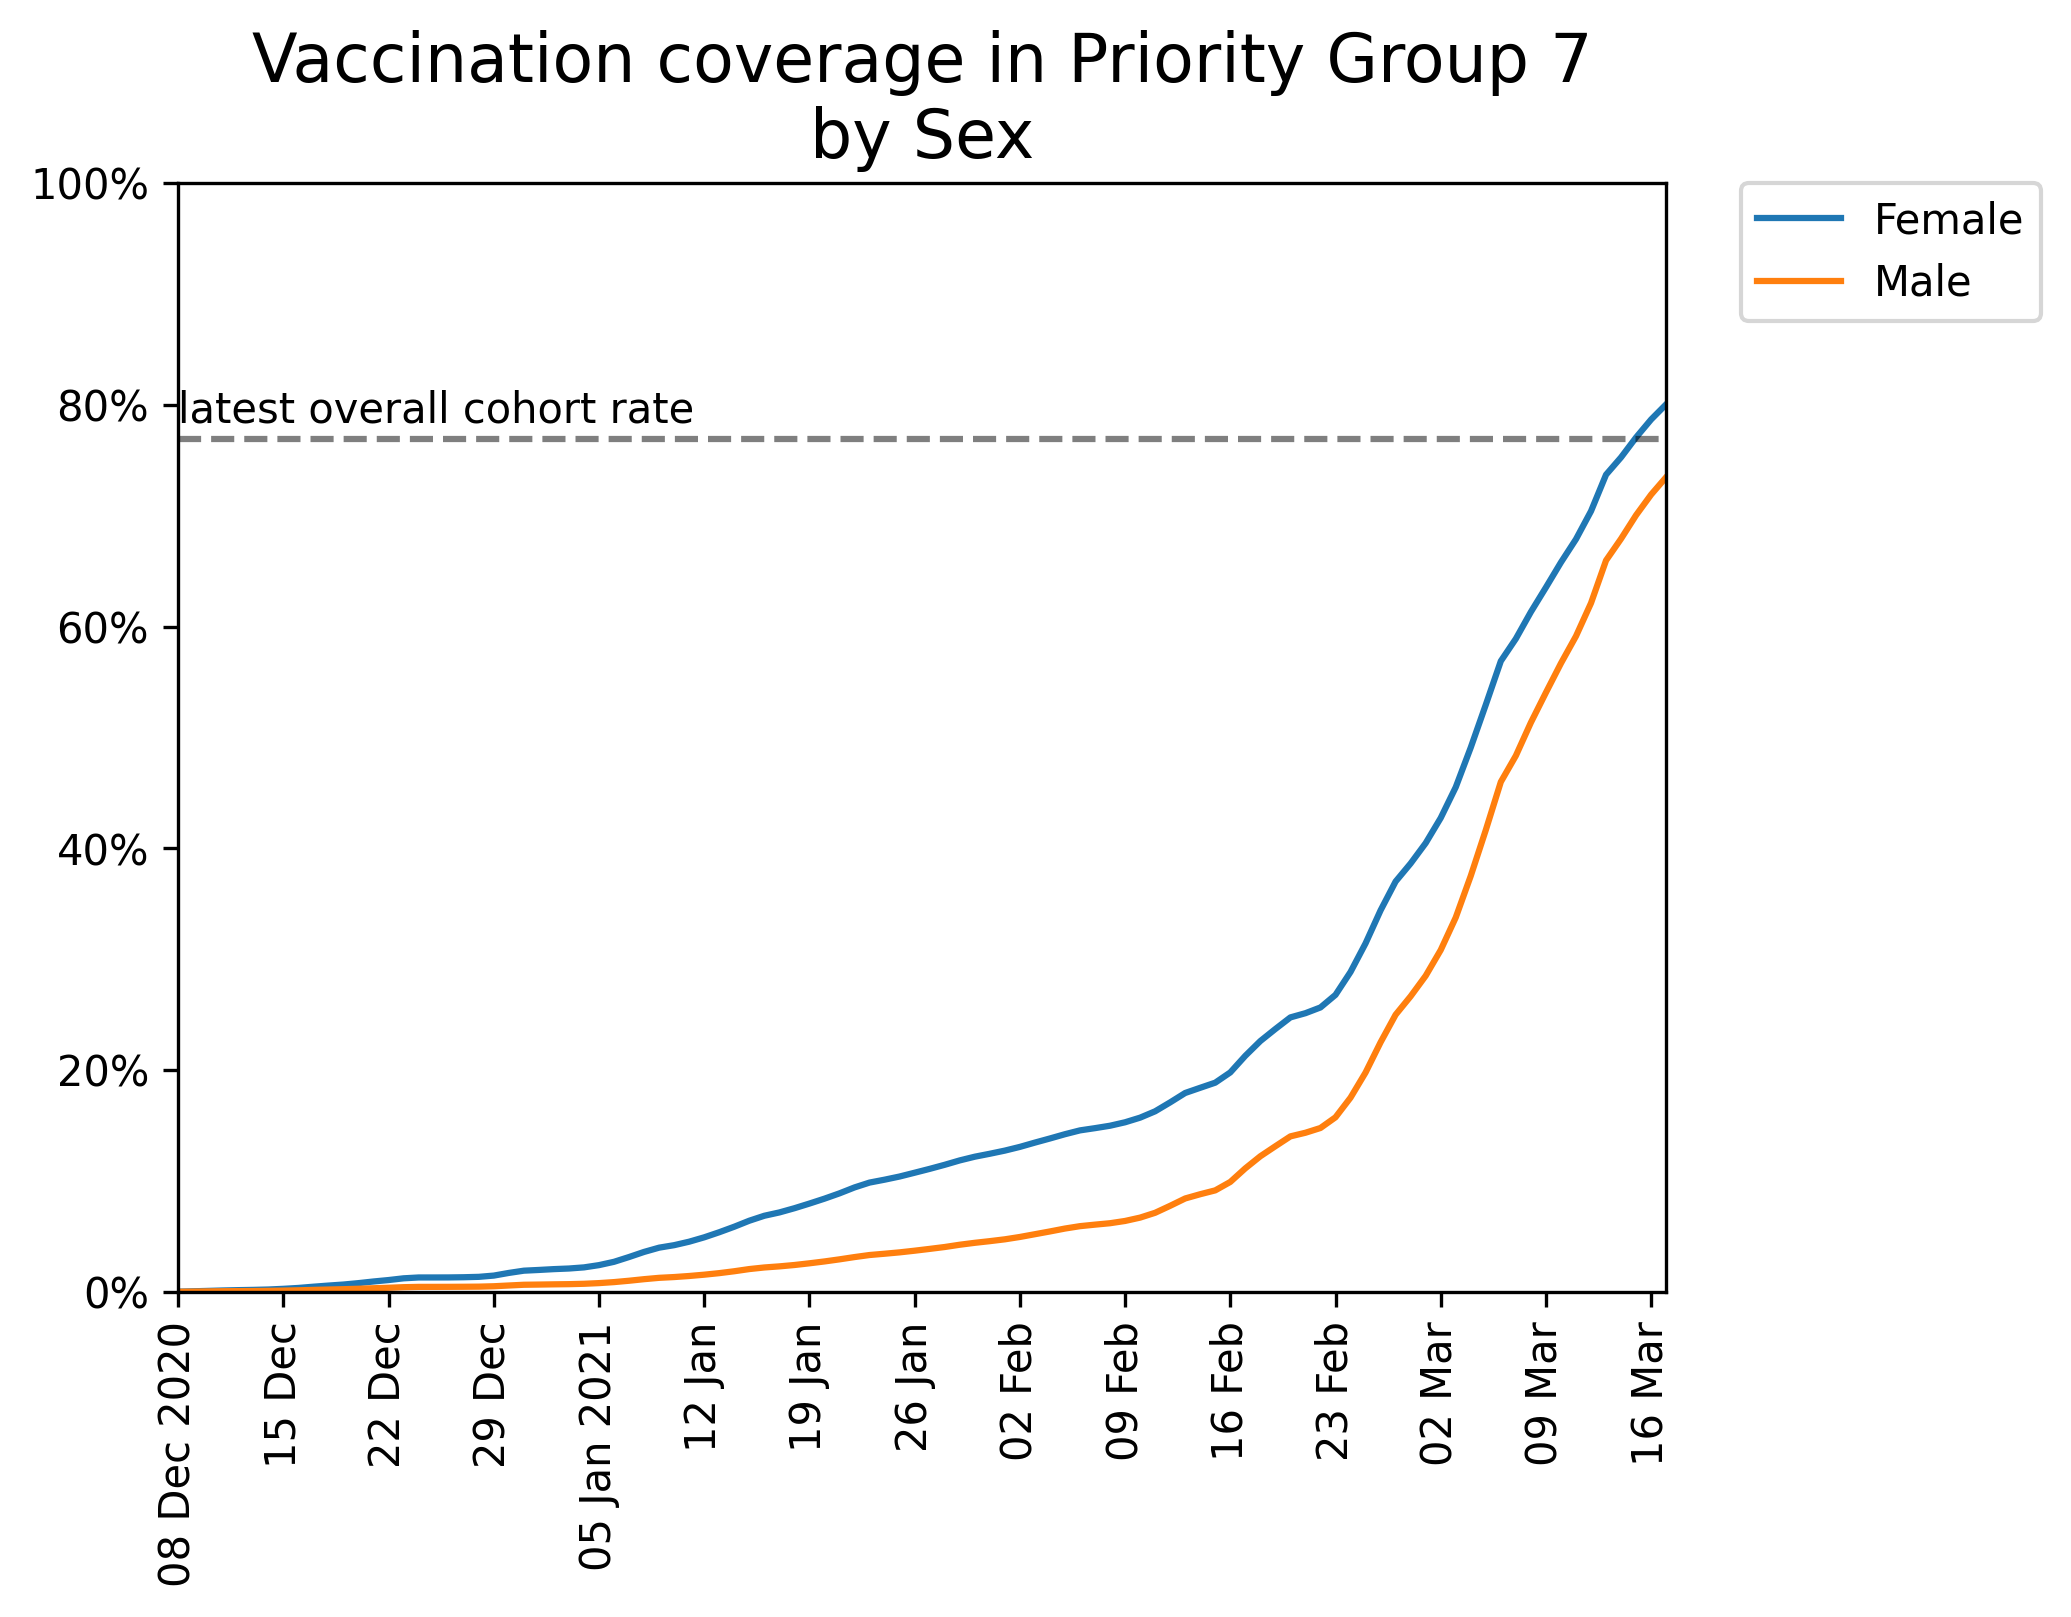 Vaccination coverage in Priority Group 7
by Sex
100%
80%
60%
40%
20%
0%
latest overall cohort rate
Female
Male
08 Dec 2020
15 Dec
22 Dec
29 Dec
05 Jan 2021
12 Jan
19 Jan
26 Jan
02 Feb
09 Feb
16 Feb
23 Feb
02 Mar
09 Mar
16 Mar